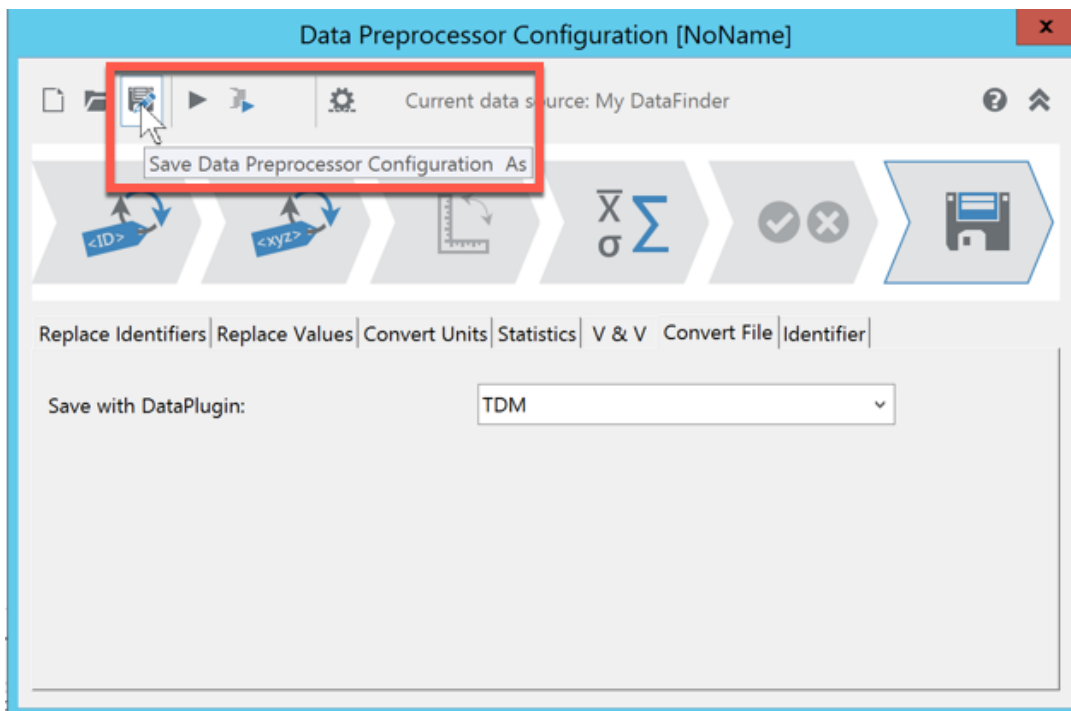 Data Preprocessor Configuration [NoName]
x
Current data source: My DataFinder
?
Save Data Preprocessor Configuration As
<ID>
<xyz>
X̅
σ Σ
Replace Identifiers Replace Values Convert Units Statistics V & V Convert File Identifier
Save with DataPlugin: TDM